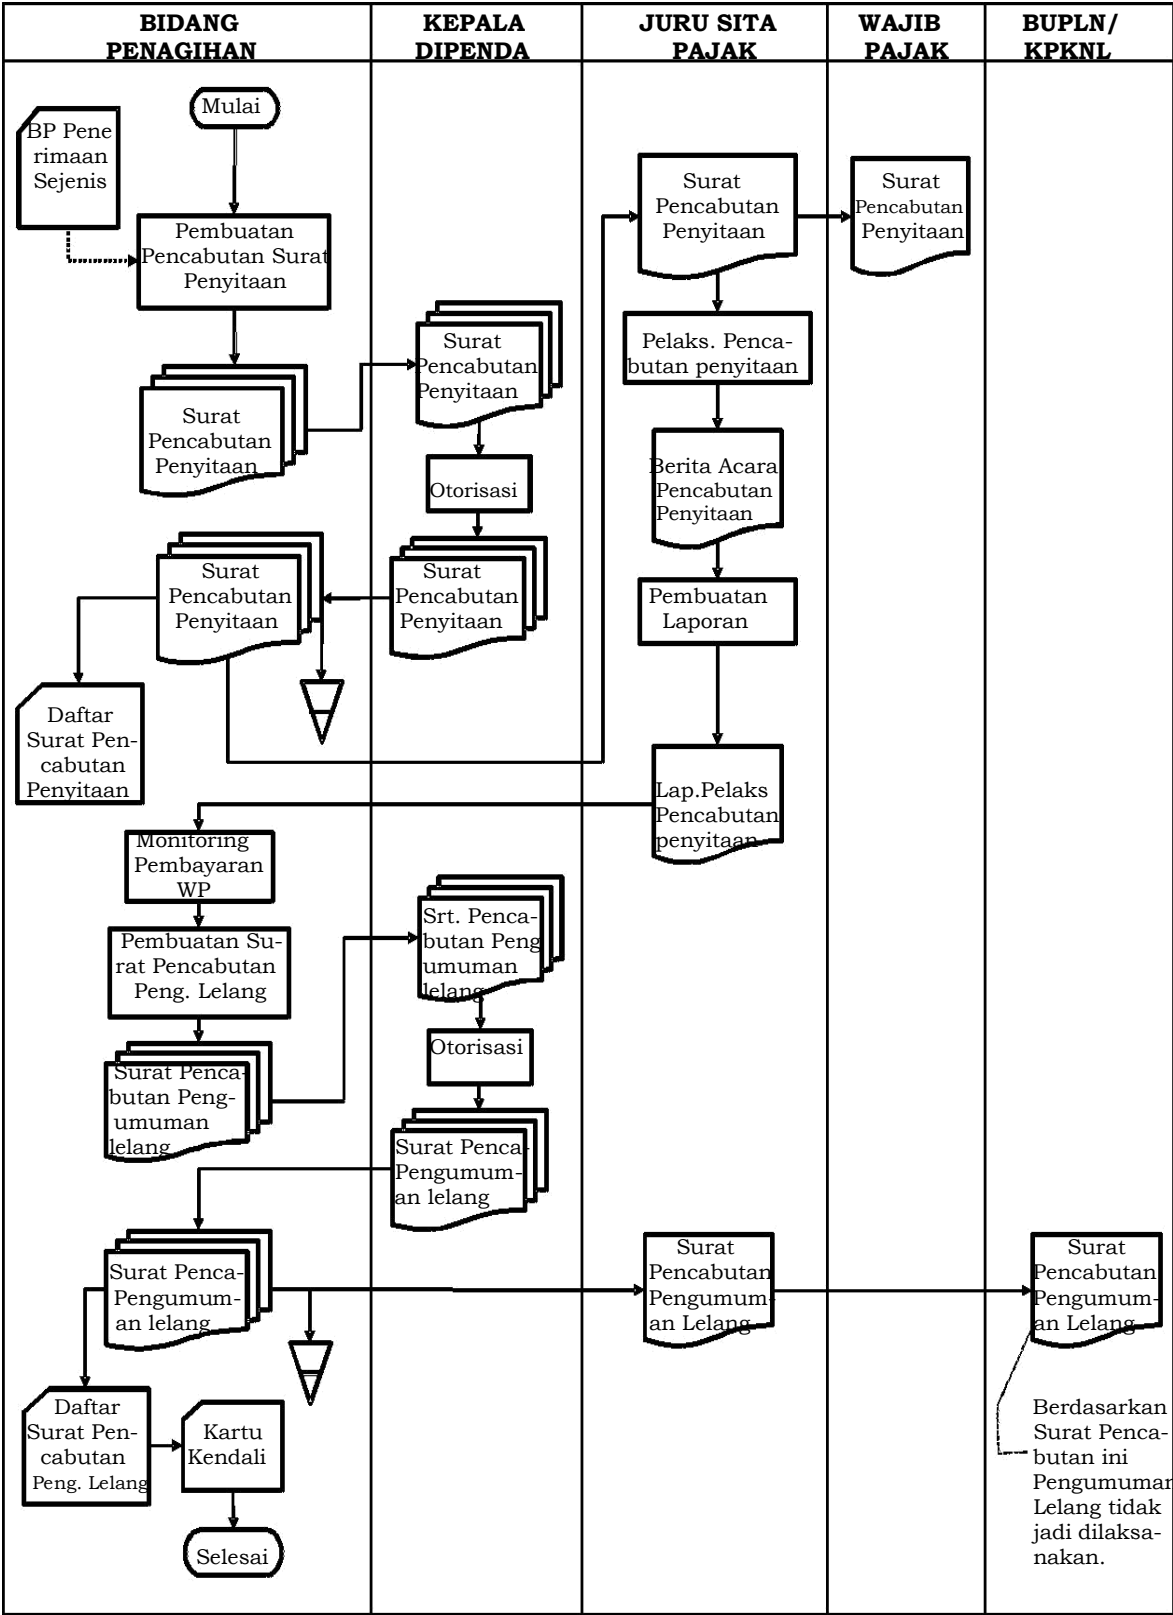 BIDANG
PENAGIHAN
KEPALA
DIPENDA
JURU SITA
PAJAK
WAJIB
PAJAK
BUPLN/
KPKNL
Mulai
BP Pene
rimaan
Sejenis
Pembuatan
Pencabutan Surat
Penyitaan
Surat
Pencabutan
Penyitaan
Surat
Pencabutan
Penyitaan
Otorisasi
Surat
Pencabutan
Penyitaan
Surat
Pencabutan
Penyitaan
Daftar
Surat Pen-
cabutan
Penyitaan
Surat
Pencabutan
Penyitaan
Surat
Pencabutan
Penyitaan
Pelaks. Penca-
butan penyitaan
Berita Acara
Pencabutan
Penyitaan
Pembuatan
Laporan
Lap.Pelaks
Pencabutan
penyitaan
Monitoring
Pembayaran
WP
Pembuatan Su-
rat Pencabutan
Peng. Lelang
Surat Penca-
butan Peng-
umuman
lelang
Srt. Penca-
butan Peng
umuman
lelang
Otorisasi
Surat Penca-
Pengumum-
an lelang
Surat Penca-
Pengumum-
an lelang
Surat
Pencabutan
Pengumum-
an Lelang
Surat
Pencabutan
Pengumum-
an Lelang
Daftar
Surat Pen-
cabutan
Peng. Lelang
Kartu
Kendali
Selesai
Berdasarkan
Surat Penca-
butan ini
Pengumuman
Lelang tidak
jadi dilaksa-
nakan.